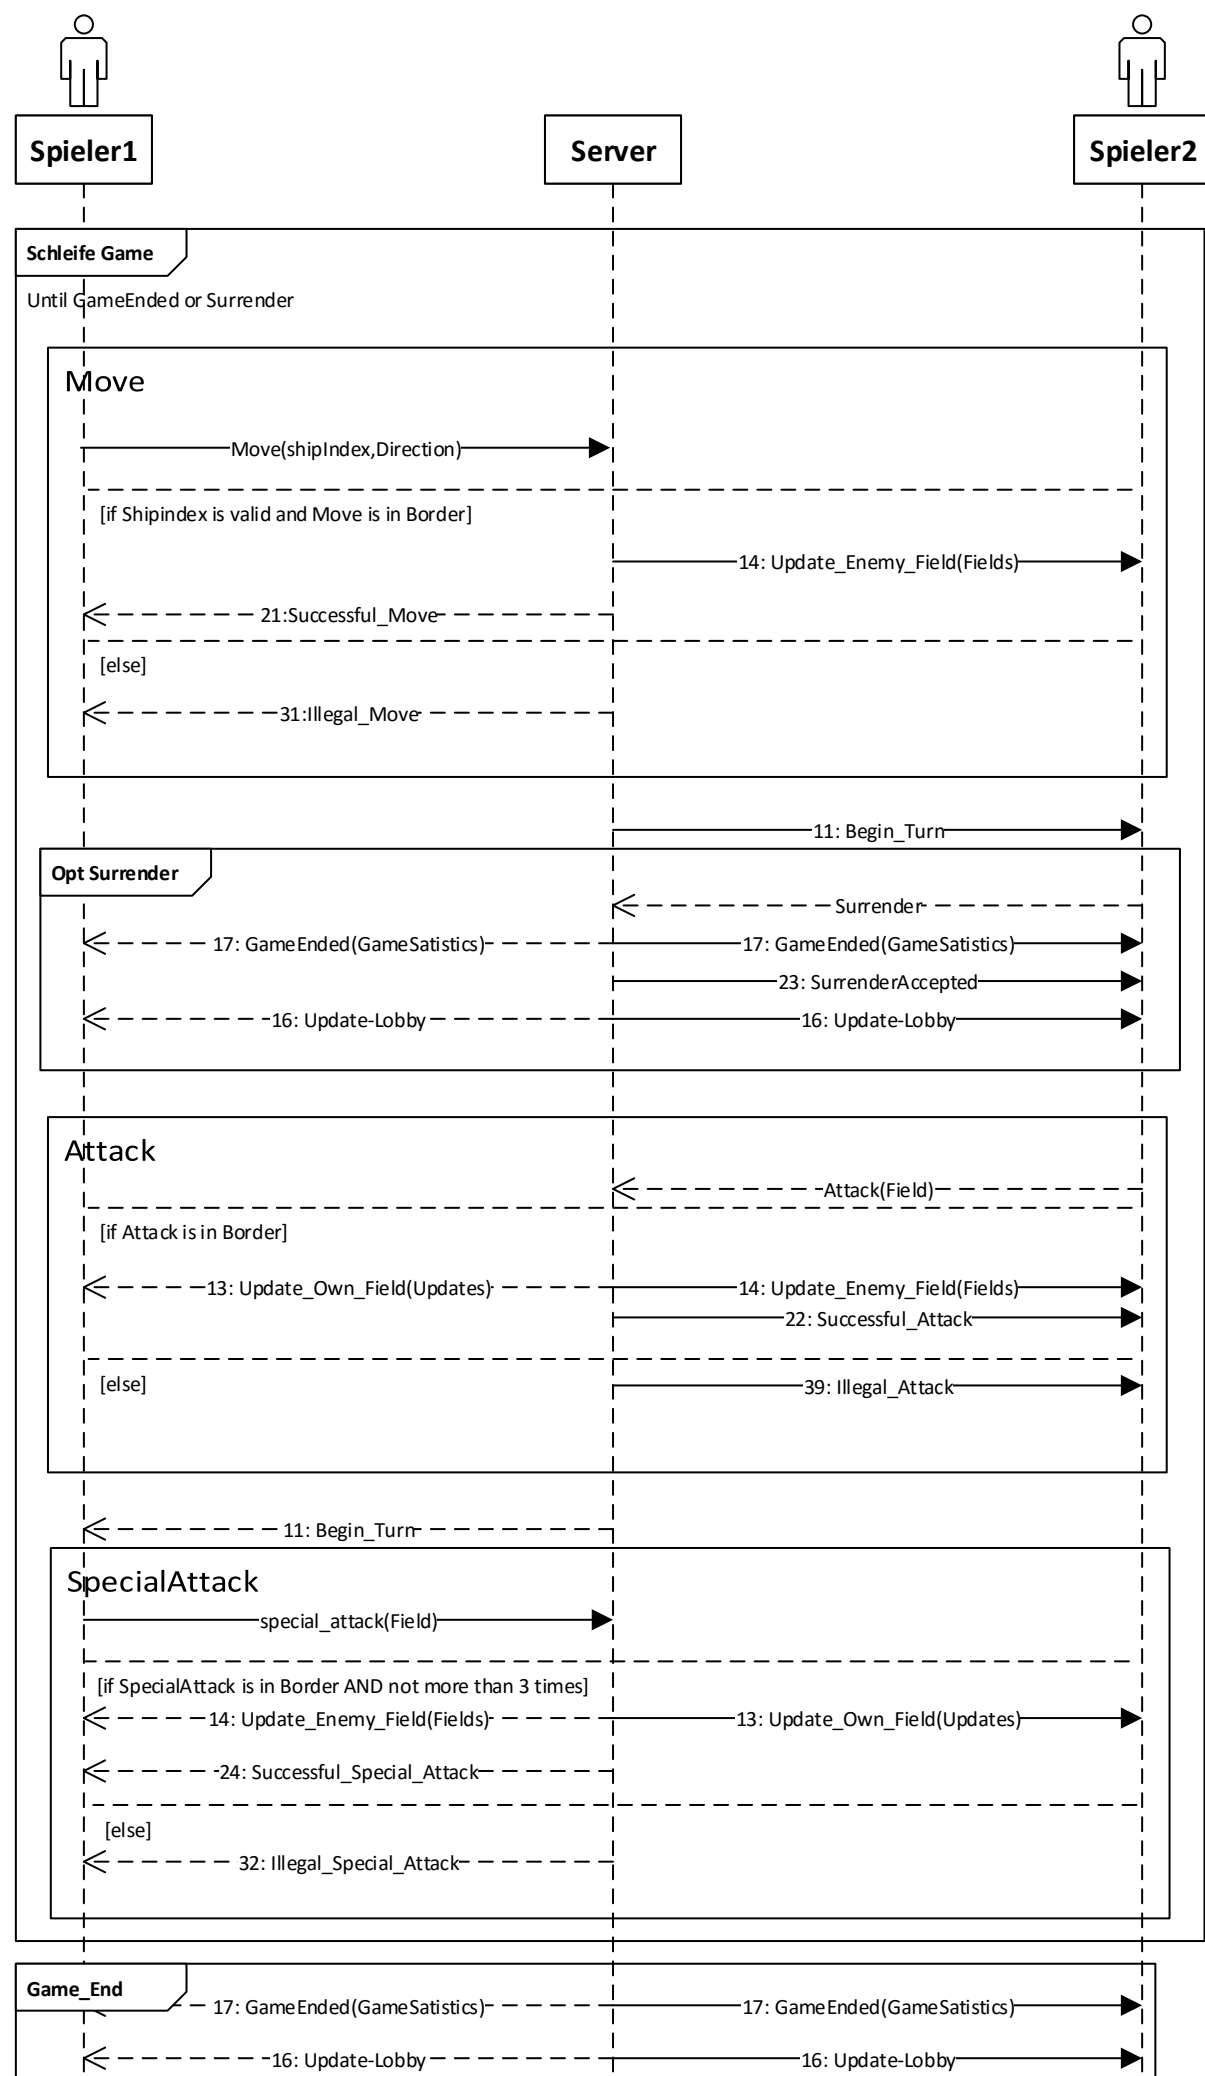 Spieler1
Server
Spieler2
Schleife Game
Until GameEnded or Surrender
Move
Move(shipIndex,Direction)
[if Shipindex is valid and Move is in Border]
14: Update_Enemy_Field(Fields)
21:Successful_Move
[else]
31:Illegal_Move
11: Begin_Turn
Opt Surrender
Surrender
17: GameEnded(GameSatistics)
17: GameEnded(GameSatistics)
23: SurrenderAccepted
16: Update-Lobby
16: Update-Lobby
Attack
Attack(Field)
[if Attack is in Border]
13: Update_Own_Field(Updates)
14: Update_Enemy_Field(Fields)
22: Successful_Attack
[else]
39: Illegal_Attack
11: Begin_Turn
SpecialAttack
special_attack(Field)
[if SpecialAttack is in Border AND not more than 3 times]
14: Update_Enemy_Field(Fields)
13: Update_Own_Field(Updates)
24: Successful_Special_Attack
[else]
32: Illegal_Special_Attack
Game_End
17: GameEnded(GameSatistics)
17: GameEnded(GameSatistics)
16: Update-Lobby
16: Update-Lobby